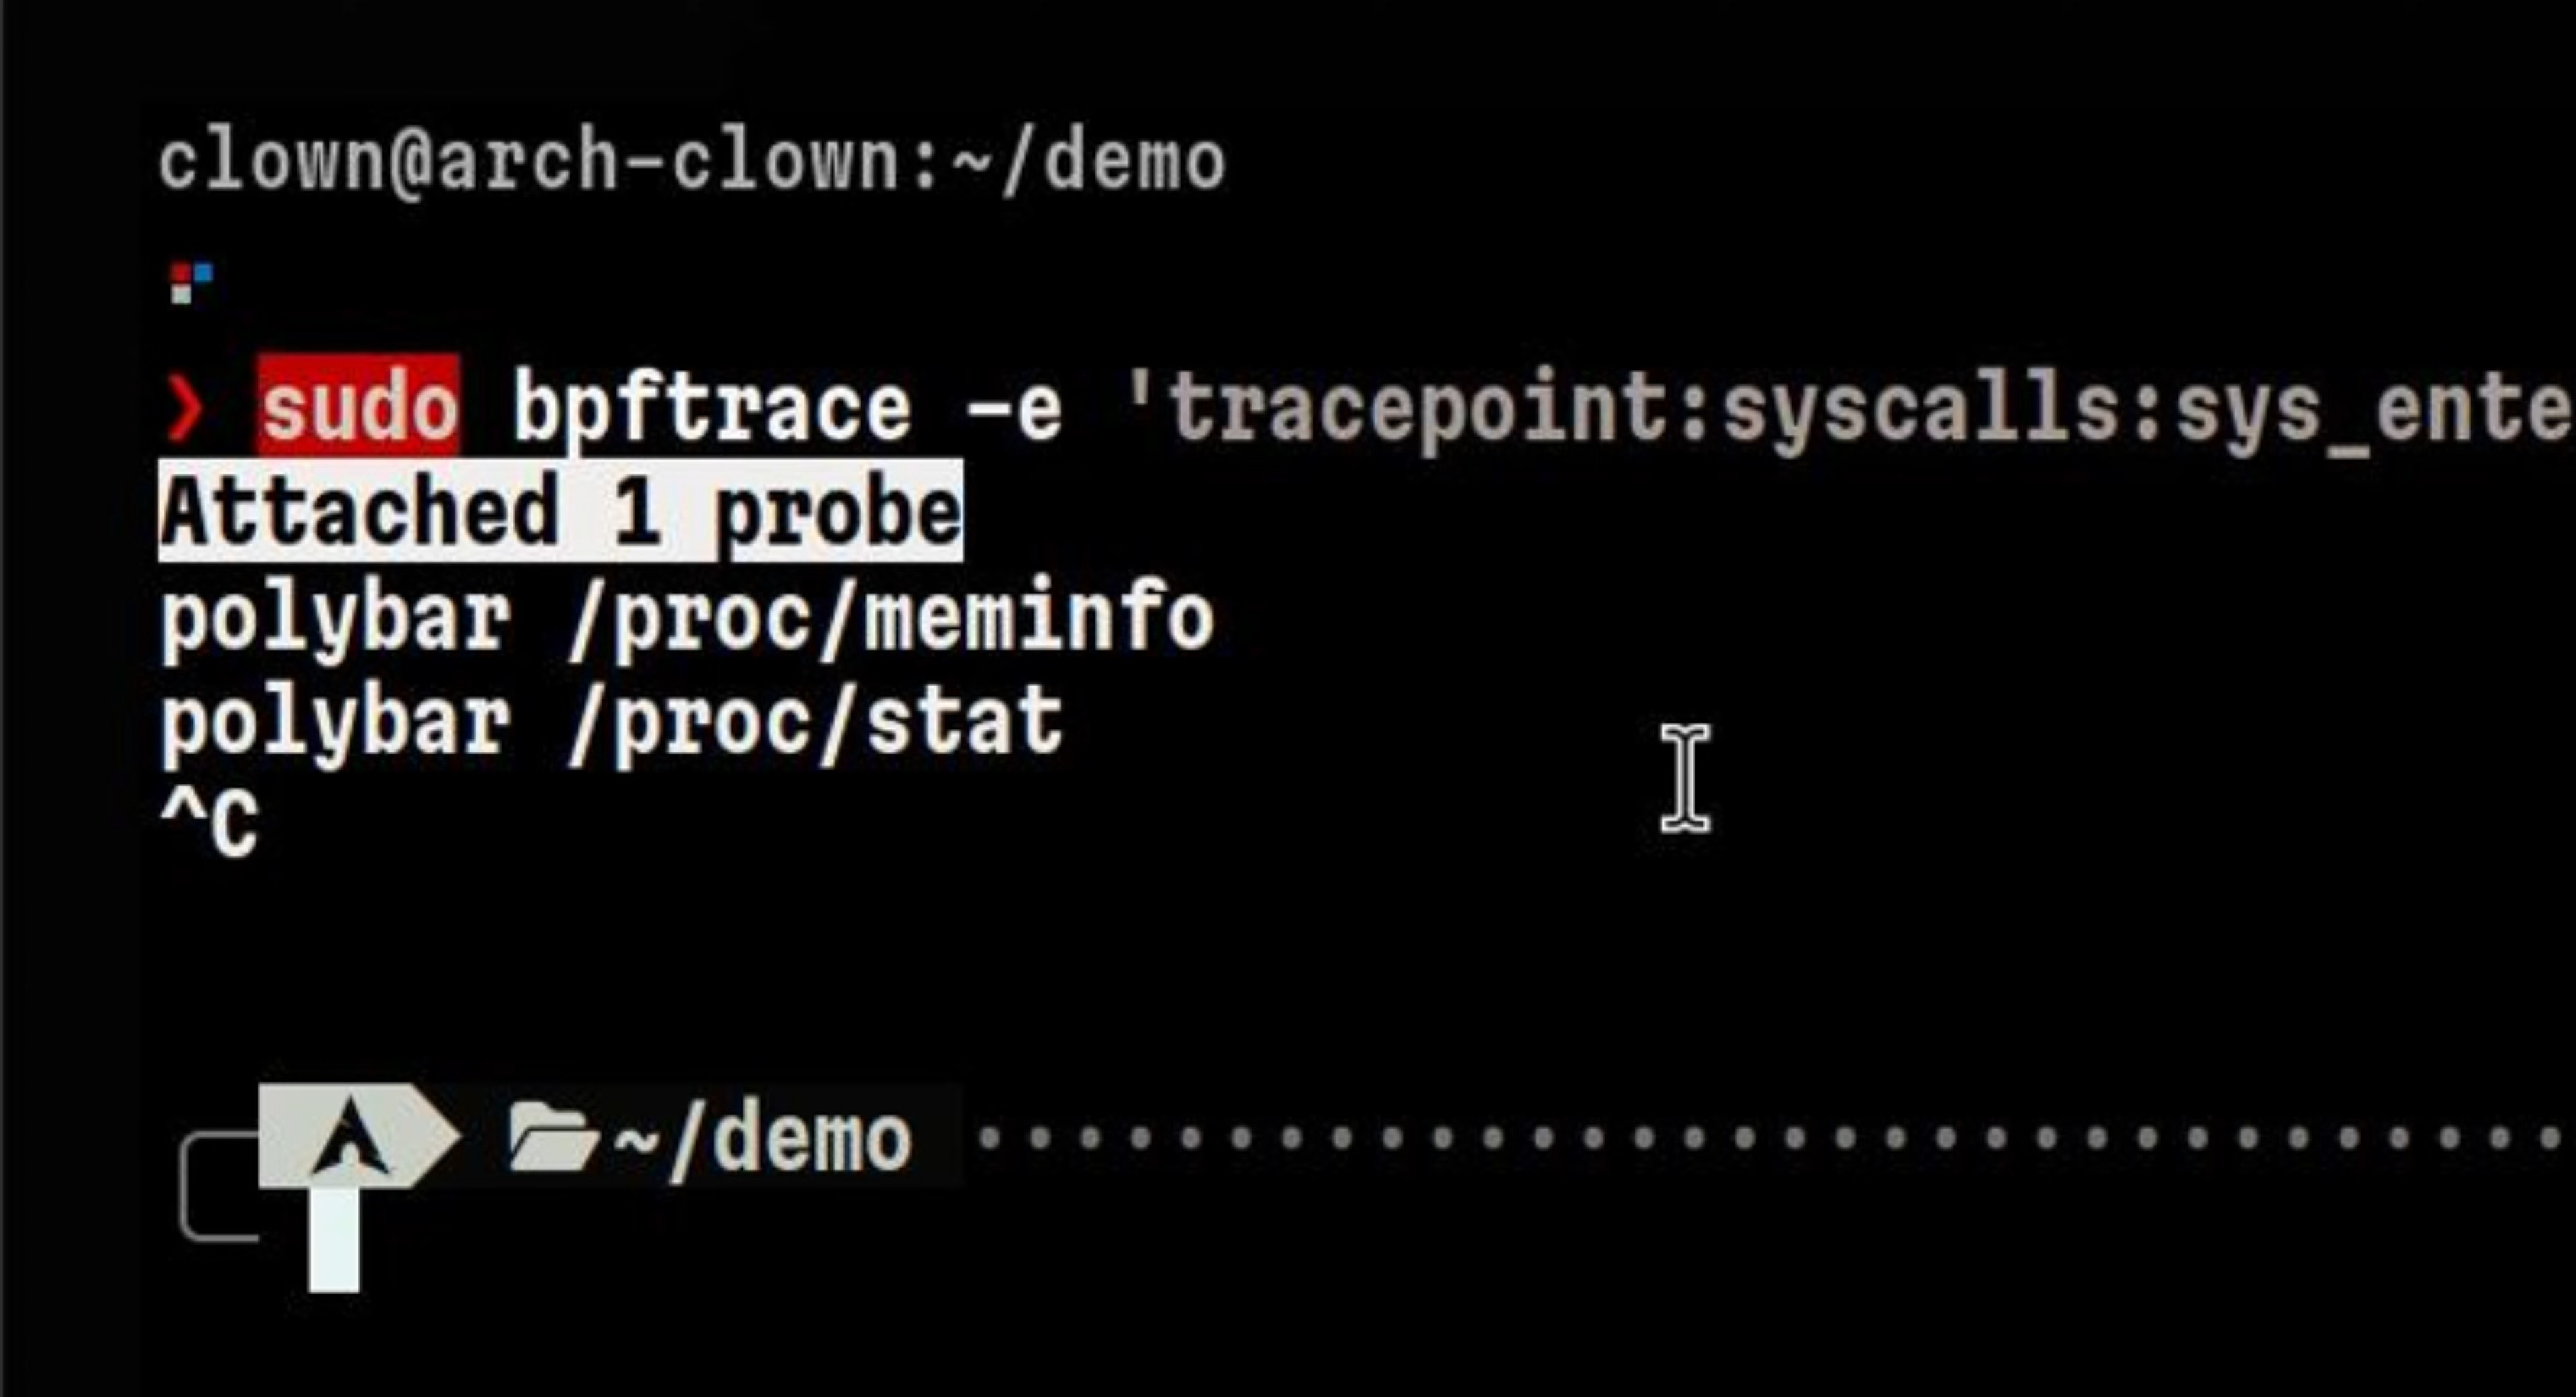 clown@arch-clown:~/demo
❯ sudo bpftrace -e 'tracepoint:syscalls:sys_ente
Attached 1 probe
polybar /proc/meminfo
polybar /proc/stat
^C
~/demo